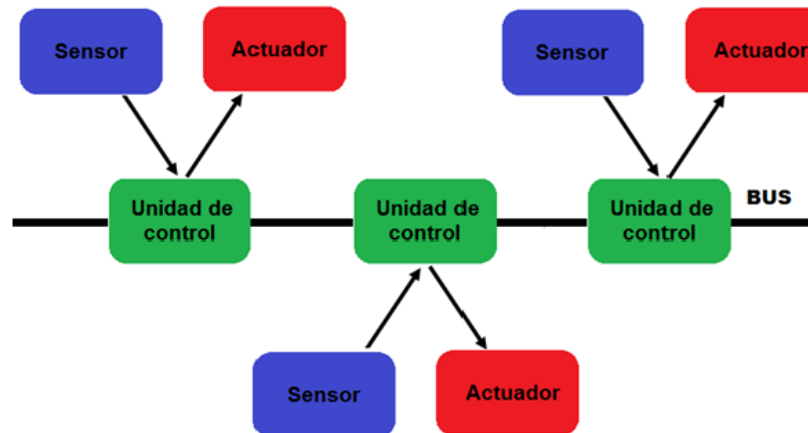 Sensor
Actuador
Sensor
Actuador
Unidad de
control
Unidad de
control
Unidad de
control
BUS
Sensor
Actuador